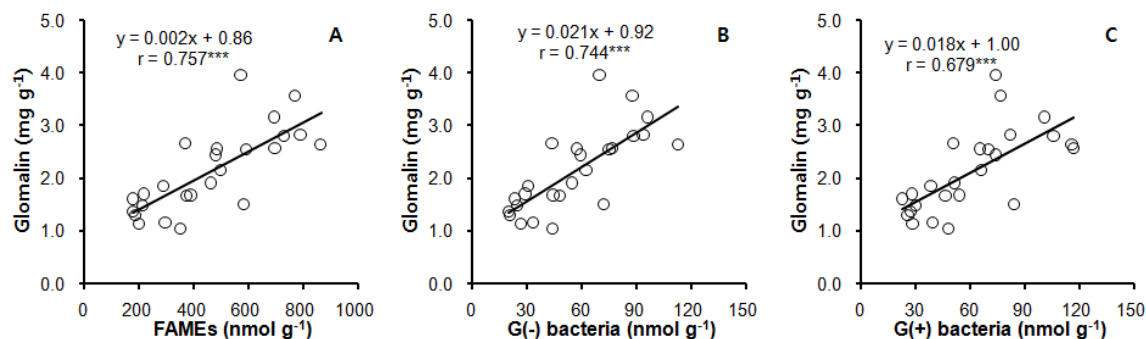 y = 0.002x + 0.86
r = 0.757***
A
Glomalin (mg g⁻¹)
5.0
4.0
3.0
2.0
1.0
0.0
0
200
400
600
800
1000
FAMEs (nmol g⁻¹)
y = 0.021x + 0.92
r = 0.744***
B
Glomalin (mg g⁻¹)
5.0
4.0
3.0
2.0
1.0
0.0
0
30
60
90
120
150
G(-) bacteria (nmol g⁻¹)
y = 0.018x + 1.00
r = 0.679***
C
Glomalin (mg g⁻¹)
5.0
4.0
3.0
2.0
1.0
0.0
0
30
60
90
120
150
G(+) bacteria (nmol g⁻¹)